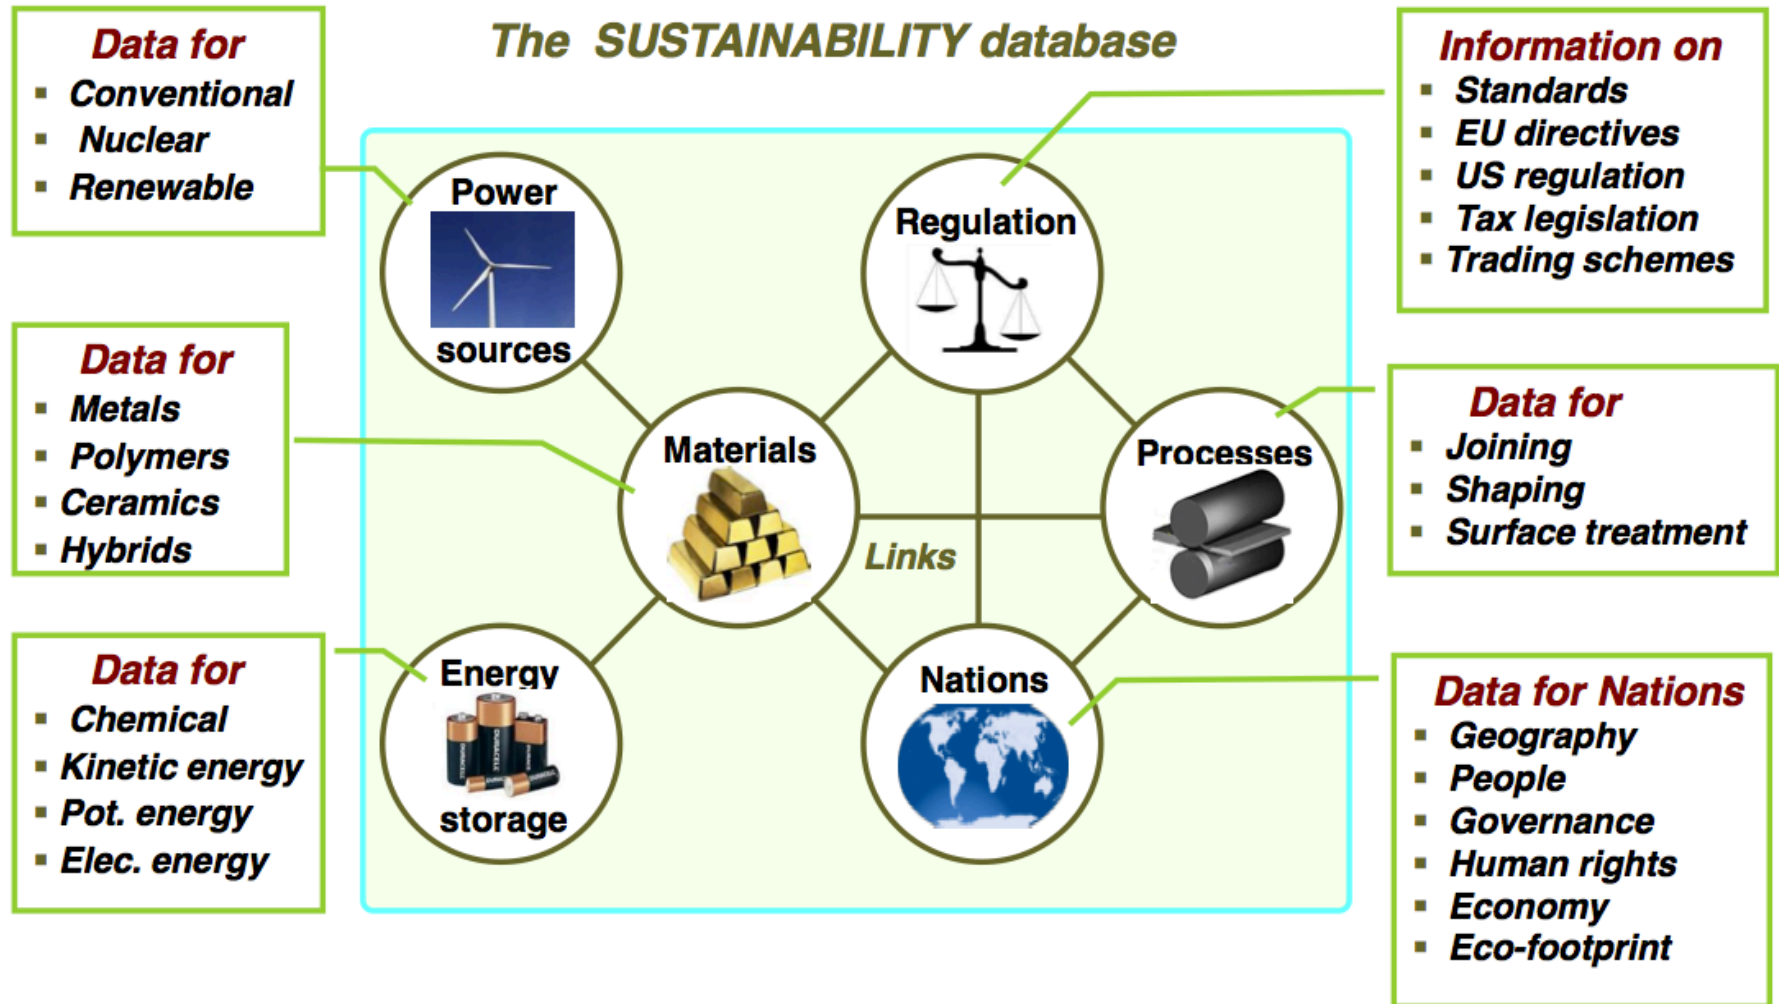 The SUSTAINABILITY database
Data for
▪ Conventional
▪ Nuclear
▪ Renewable
Data for
▪ Metals
▪ Polymers
▪ Ceramics
▪ Hybrids
Data for
▪ Chemical
▪ Kinetic energy
▪ Pot. energy
▪ Elec. energy
Power
sources
Regulation
Materials
Processes
Links
Energy
DURACELL
DURACELL
storage
Nations
Information on
▪ Standards
▪ EU directives
▪ US regulation
▪ Tax legislation
▪ Trading schemes
Data for
▪ Joining
▪ Shaping
▪ Surface treatment
Data for Nations
▪ Geography
▪ People
▪ Governance
▪ Human rights
▪ Economy
▪ Eco-footprint